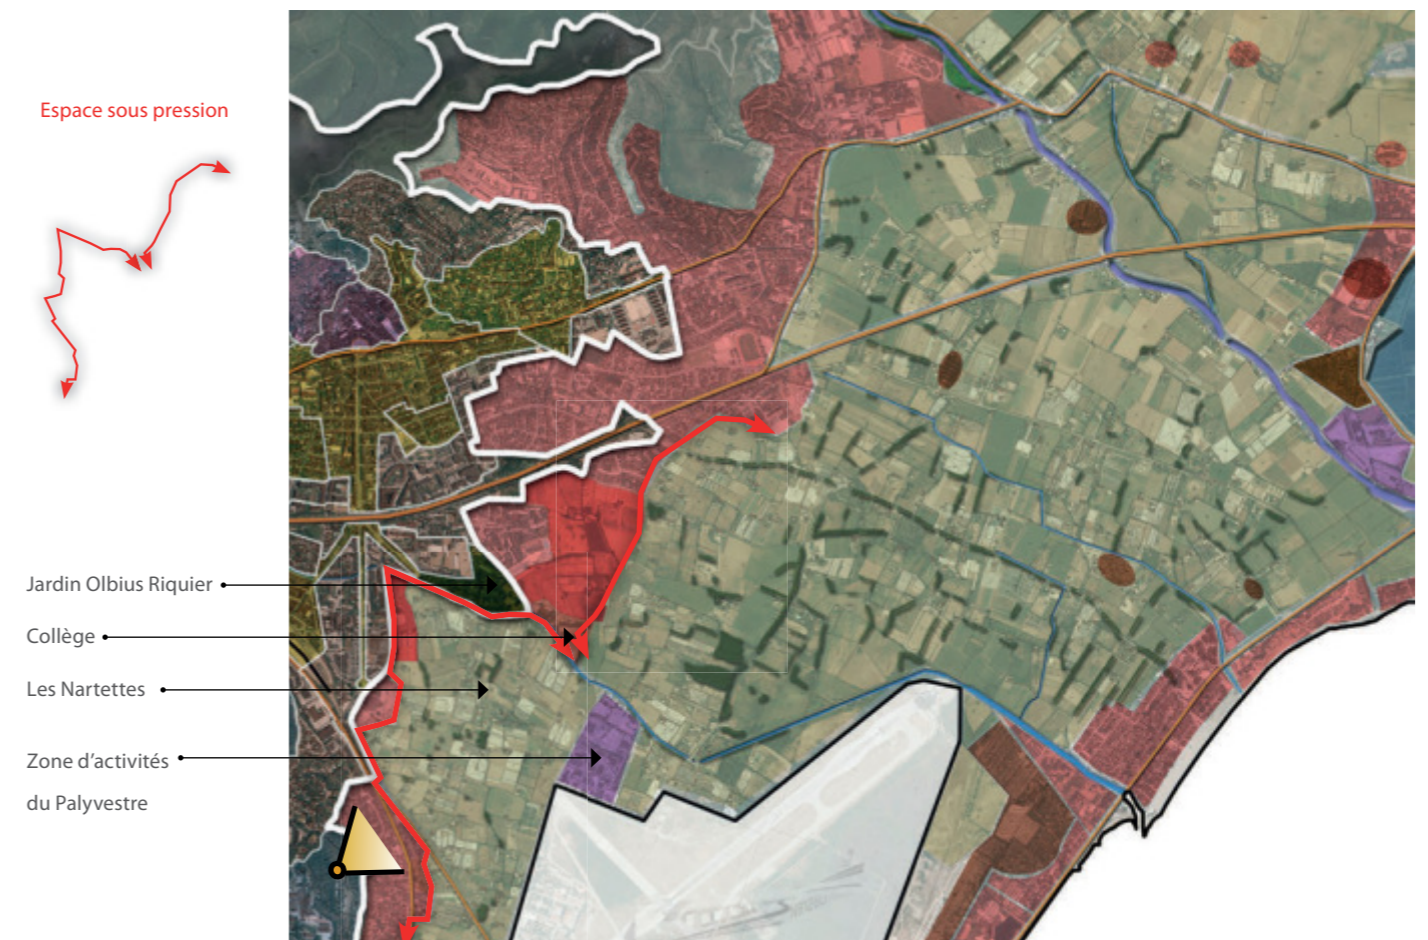 Espace sous pression
Jardin Olbius Riquier
Collège
Les Nartettes
Zone d'activités
du Palyvestre